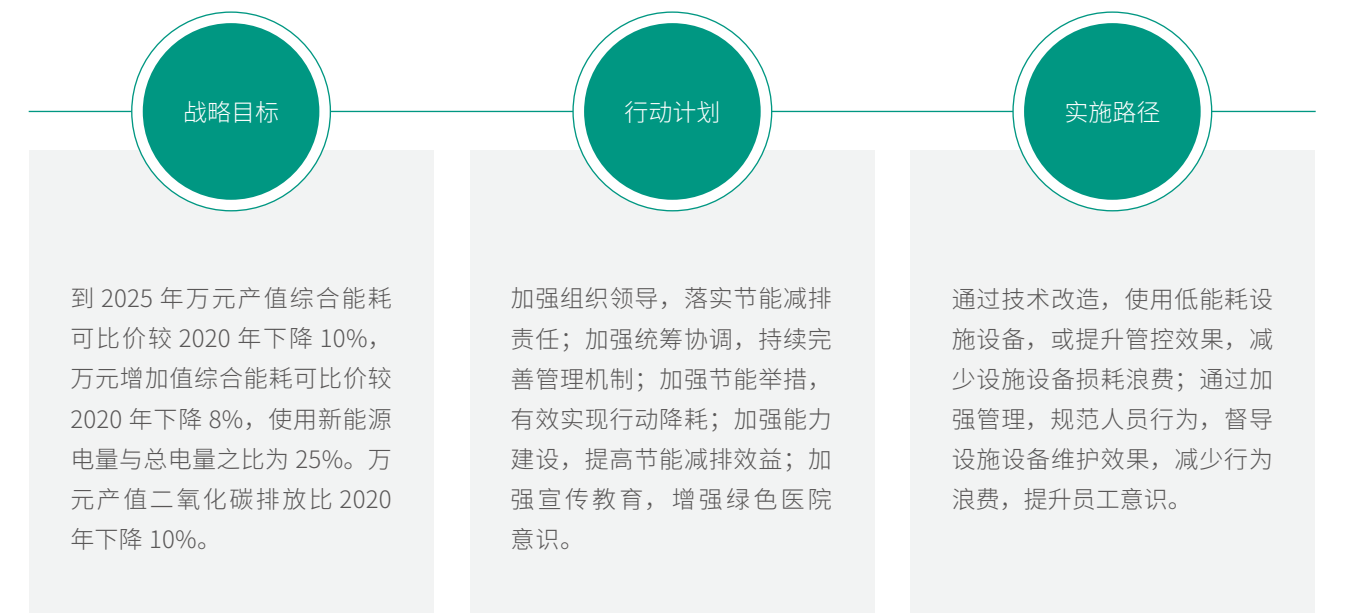 战略目标
到 2025 年万元产值综合能耗
可比价较 2020 年下降 10%，
万元增加值综合能耗可比价较
2020 年下降 8%，使用新能源
电量与总电量之比为 25%。万
元产值二氧化碳排放比 2020
年下降 10%。
行动计划
加强组织领导，落实节能减排
责任；加强统筹协调，持续完
善管理机制；加强节能举措，
有效实现行动降耗；加强能力
建设，提高节能减排效益；加
强宣传教育，增强绿色医院
意识。
实施路径
通过技术改造，使用低能耗设
施设备，或提升管控效果，减
少设施设备损耗浪费；通过加
强管理，规范人员行为，督导
设施设备维护效果，减少行为
浪费，提升员工意识。